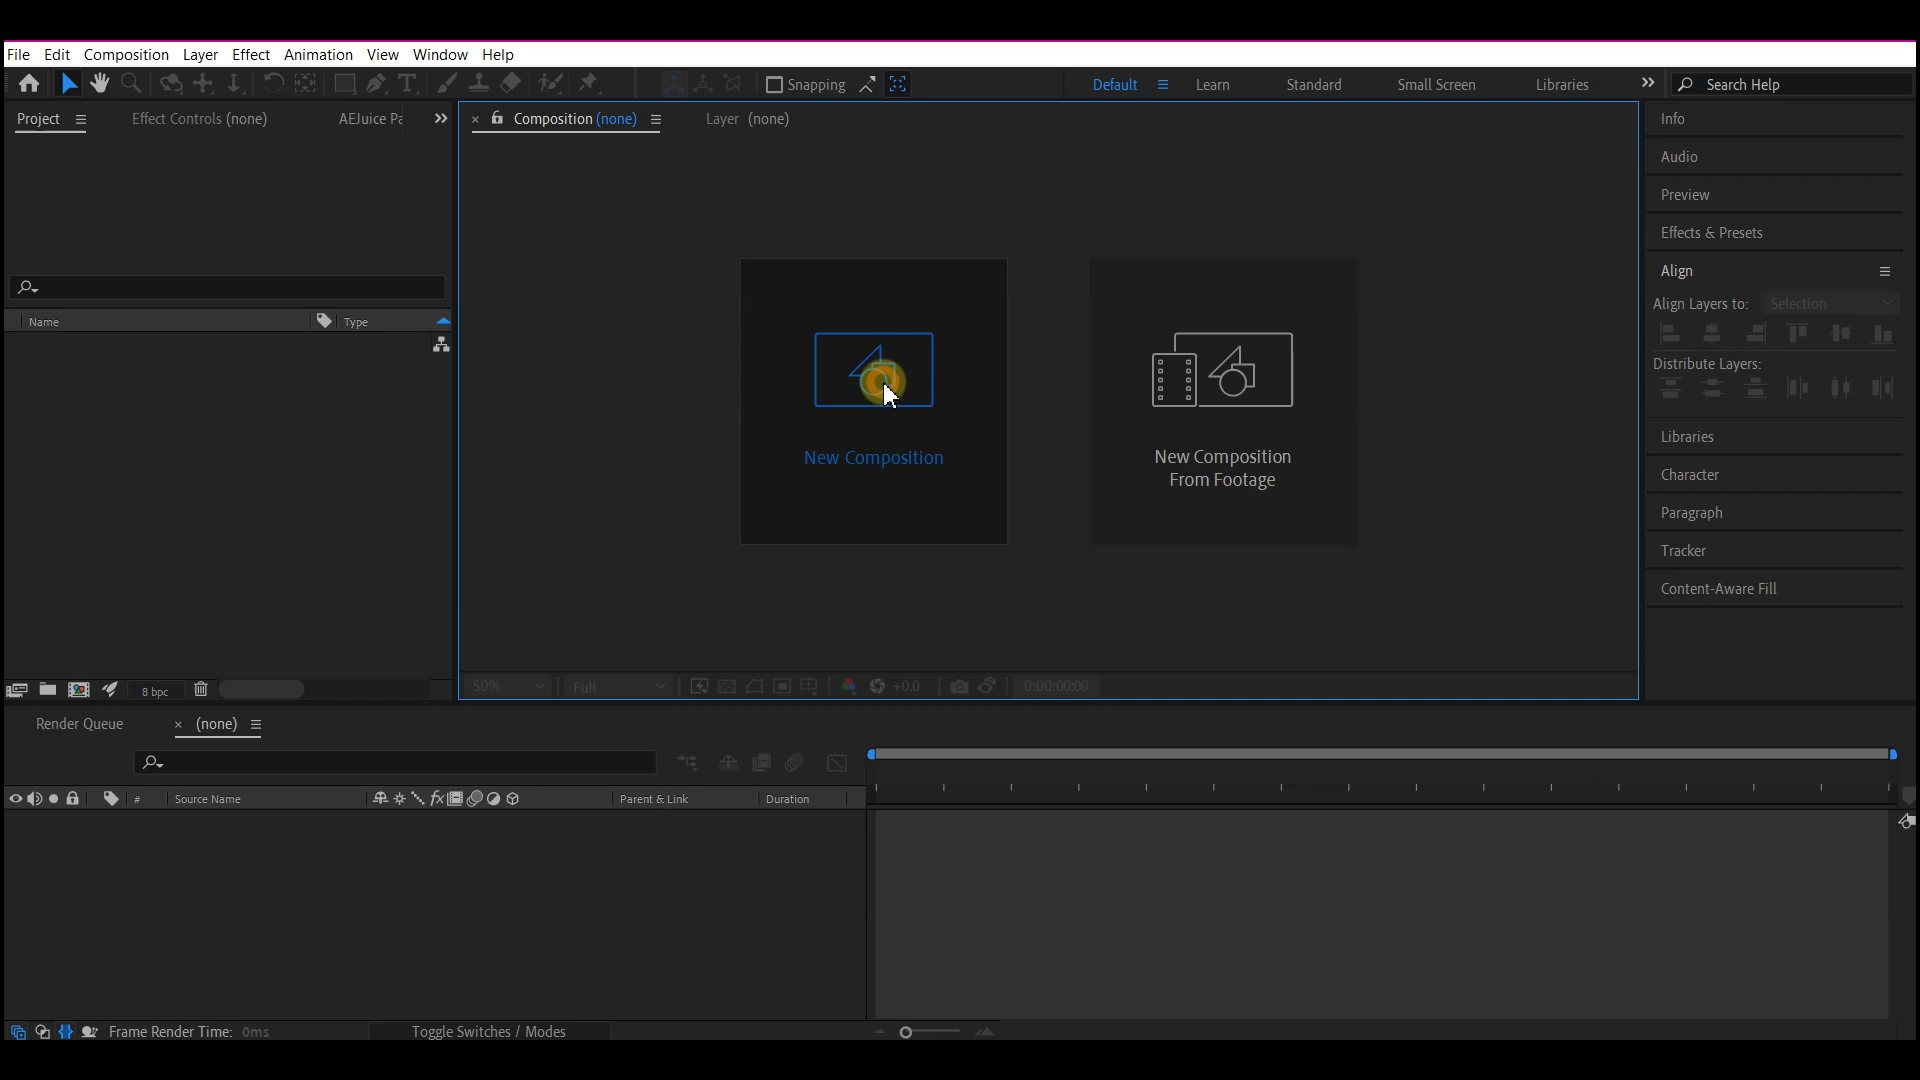 File Edit Composition Layer Effect Animation View Window Help
Snapping Default Learn Standard Small Screen Libraries Search Help
Project Effect Controls (none) AEJuice Pa
Composition (none) Layer (none)
Name Type
8 bpc
New Composition
New Composition
From Footage
50% Full +0.0 0:00:00:00
Info
Audio
Preview
Effects & Presets
Align
Align Layers to: Selection
Distribute Layers:
Libraries
Character
Paragraph
Tracker
Content-Aware Fill
Render Queue (none)
# Source Name Parent & Link Duration
Frame Render Time: 0ms Toggle Switches / Modes